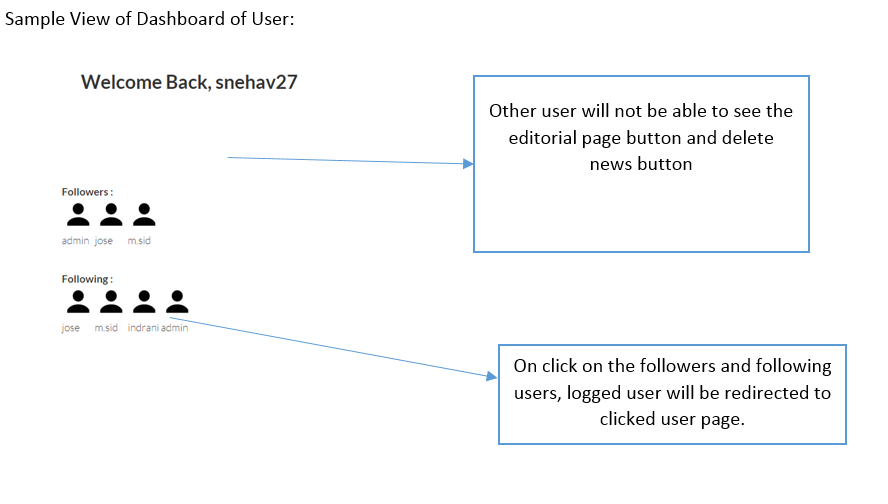 Sample View of Dashboard of User:
Welcome Back, snehav27
Other user will not be able to see the
editorial page button and delete
news button
Followers :
admin jose m.sid
Following :
jose m.sid indrani admin
On click on the followers and following
users, logged user will be redirected to
clicked user page.